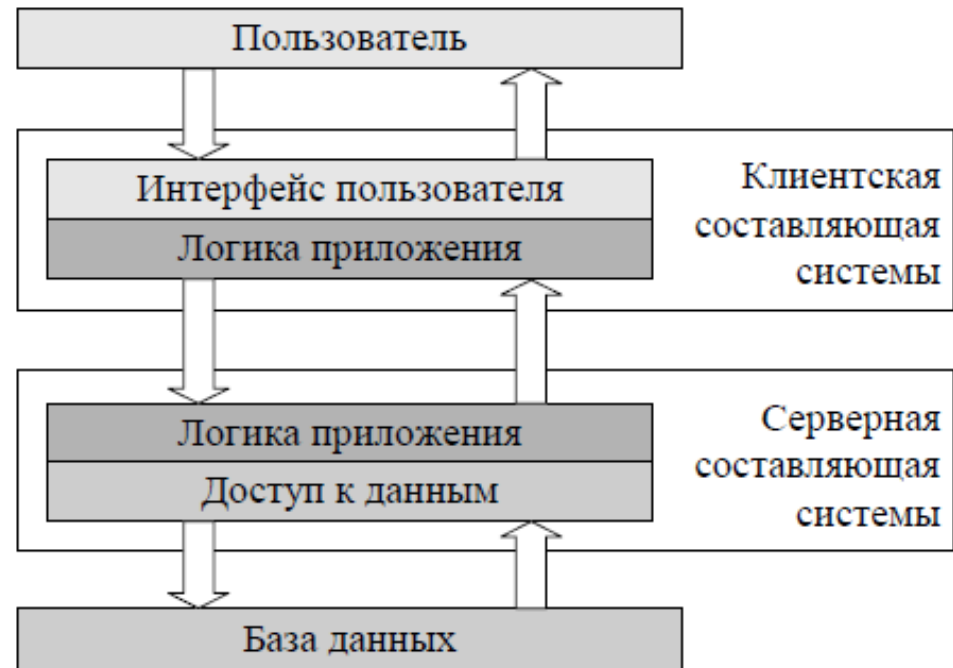 Пользователь
Интерфейс пользователя
Логика приложения
Клиентская
составляющая
системы
Логика приложения
Доступ к данным
Серверная
составляющая
системы
База данных